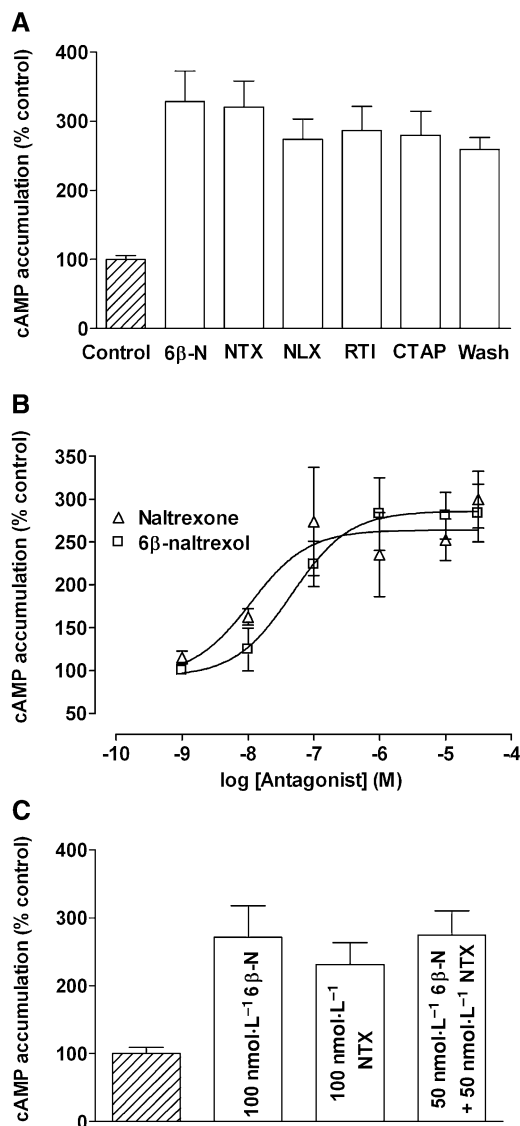 A
cAMP accumulation (% control)
400
300
200
100
0
Control 6β-N NTX NLX RTI CTAP Wash
B
cAMP accumulation (% control)
350
300
250
200
150
100
50
Naltrexone
6β-naltrexol
-10 -9 -8 -7 -6 -5 -4
log [Antagonist] (M)
C
cAMP accumulation (% control)
400
300
200
100
0
100 nmol·L⁻¹ 6β-N
100 nmol·L⁻¹
NTX
50 nmol·L⁻¹ 6β-N
+ 50 nmol·L⁻¹ NTX